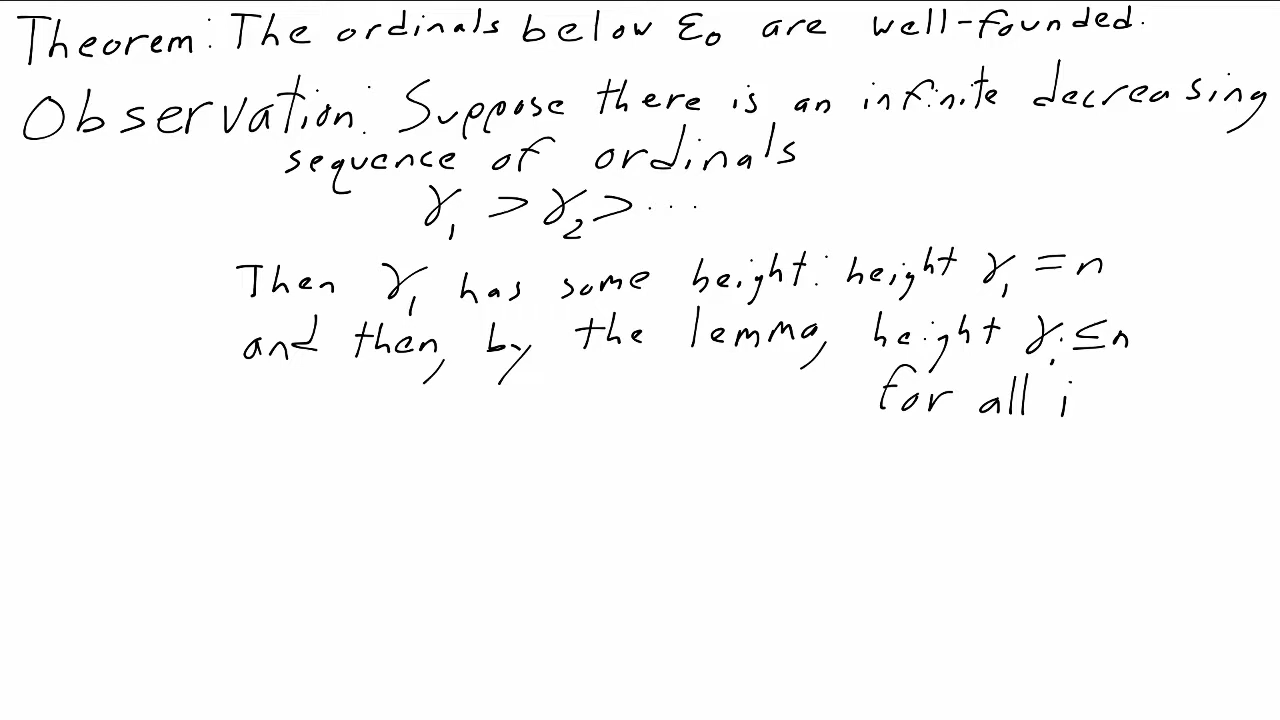 Theorem: The ordinals below ε₀ are well-founded.
Observation: Suppose there is an infinite decreasing
sequence of ordinals
γ₁ > γ₂ > ...
Then γ₁ has some height: height γ₁ = n
and then, by the lemma, height γᵢ ≤ n
for all i